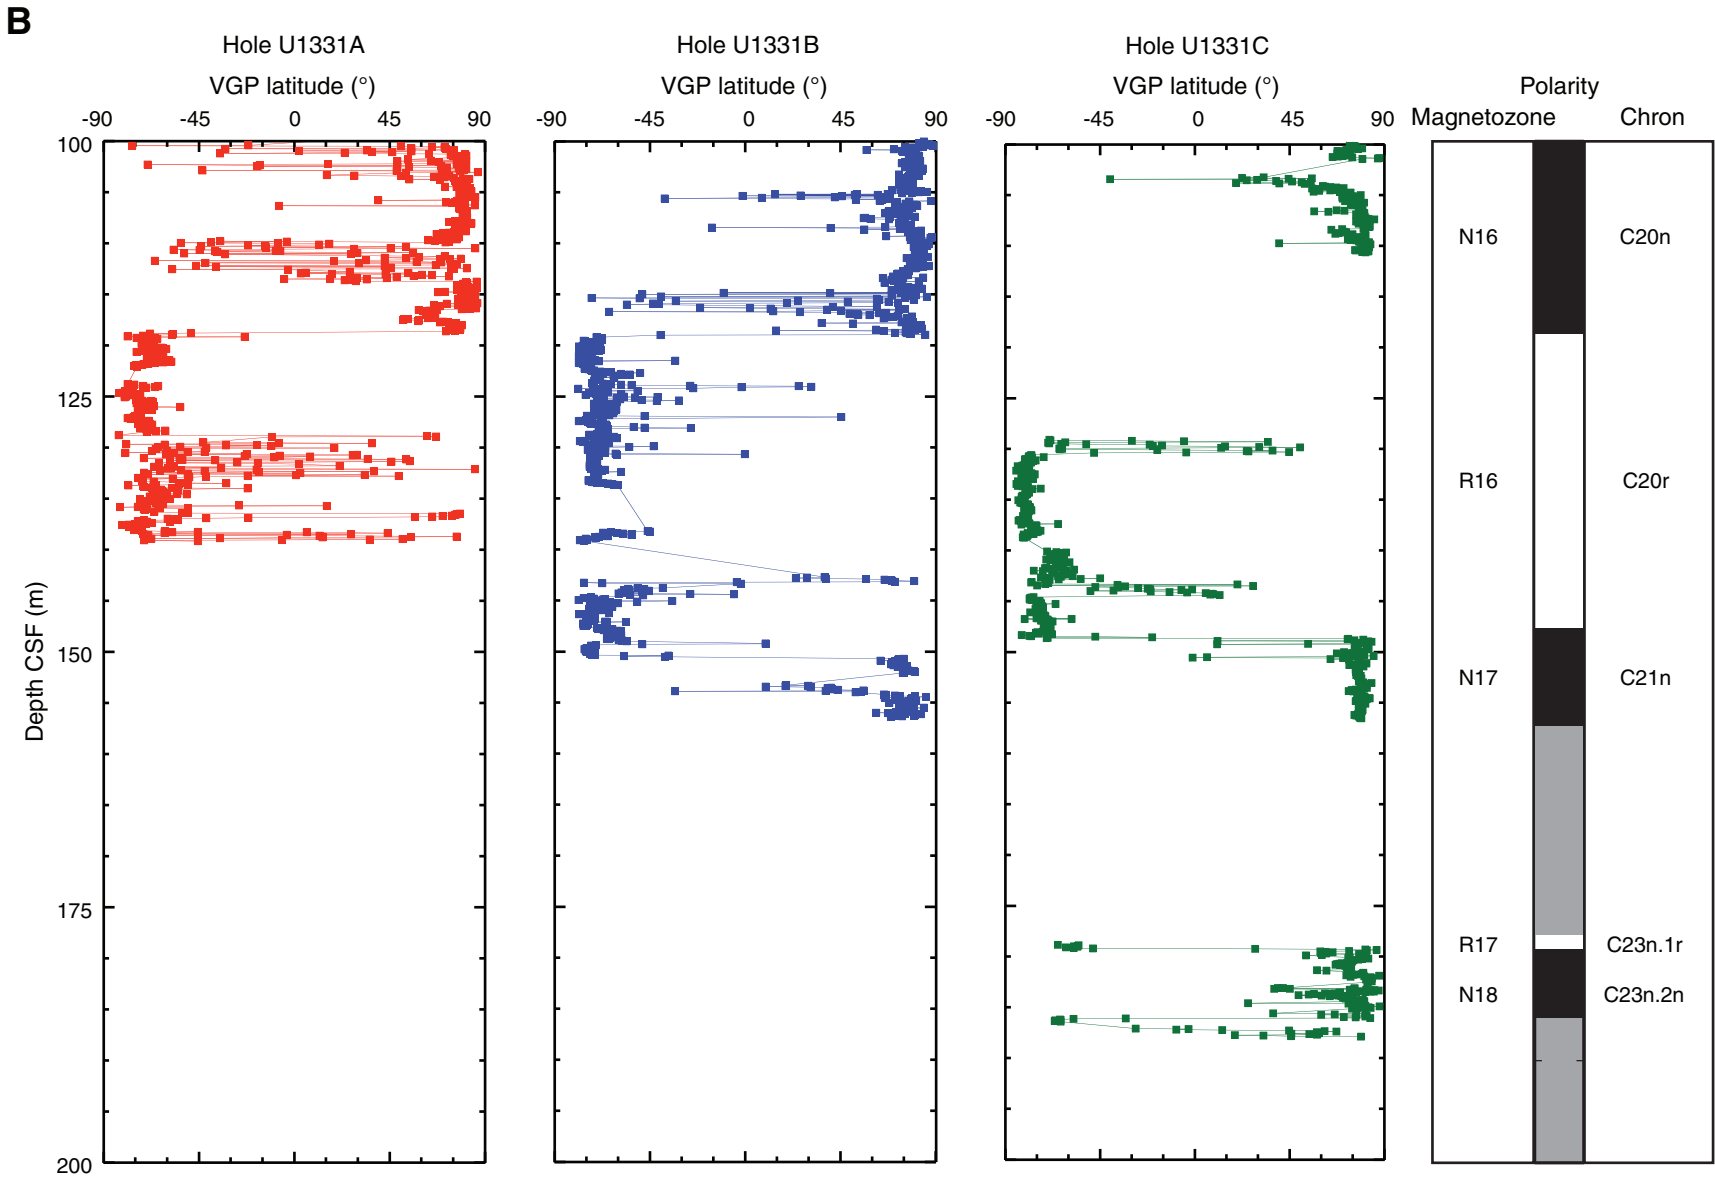 B
Hole U1331A
Hole U1331B
Hole U1331C
VGP latitude (°)
VGP latitude (°)
VGP latitude (°)
Polarity
-90 -45 0 45 90
-90 -45 0 45 90
-90 -45 0 45 90
Magnetozone
Chron
100
125
150
175
200
Depth CSF (m)
N16 C20n
R16 C20r
N17 C21n
R17 C23n.1r
N18 C23n.2n